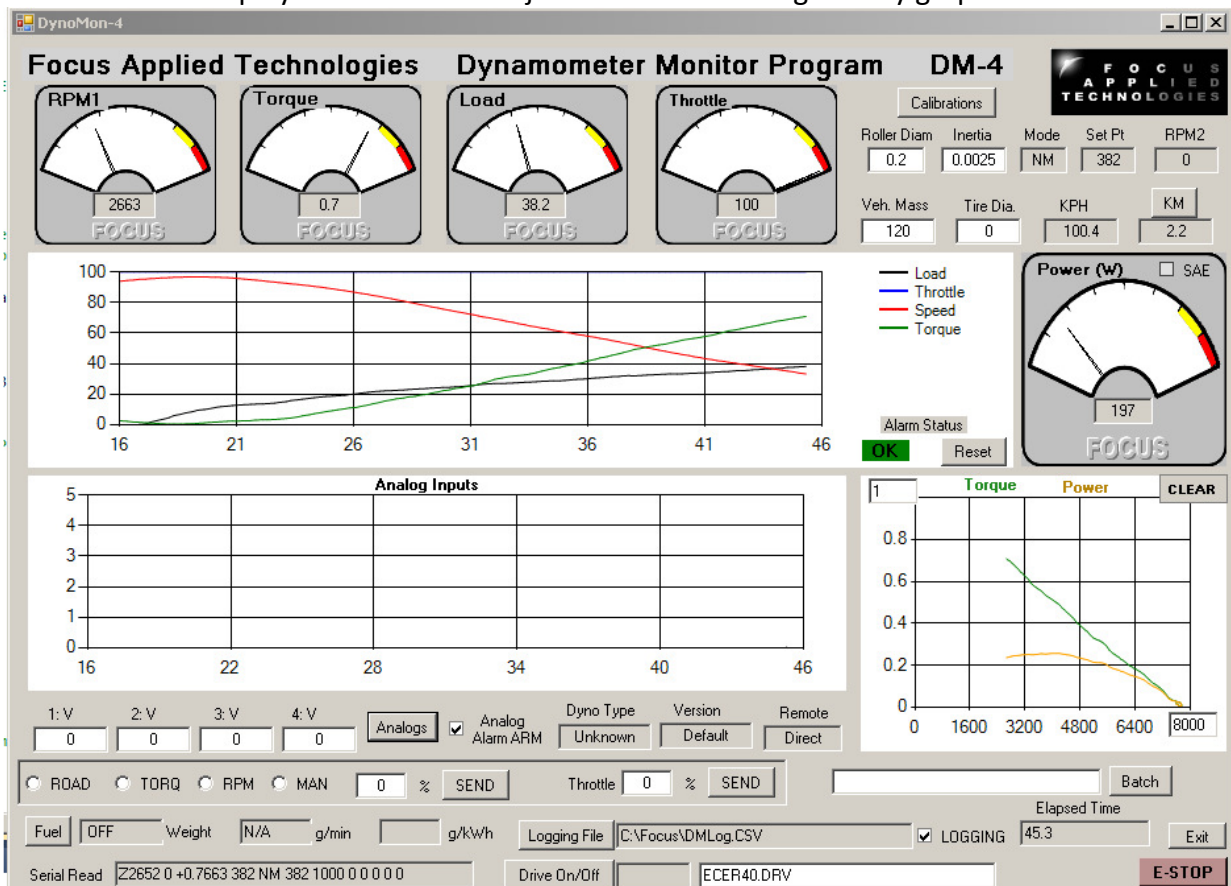 DynoMon-4
Focus Applied Technologies Dynamometer Monitor Program DM-4
FOCUS
APPLIED
TECHNOLOGIES
RPM1
2663
FOCUS
Torque
0.7
FOCUS
Load
38.2
FOCUS
Throttle
100
FOCUS
Calibrations
Roller Diam Inertia Mode Set Pt RPM2
0.2 0.0025 NM 382 0
Veh. Mass Tire Dia. KPH KM
120 0 100.4 2.2
100
80
60
40
20
0
16 21 26 31 36 41 46
Load
Throttle
Speed
Torque
Alarm Status
OK Reset
Power (W) SAE
197
FOCUS
Analog Inputs
5
4
3
2
1
0
16 22 28 34 40 46
1 Torque Power CLEAR
0.8
0.6
0.4
0.2
0
0 1600 3200 4800 6400 8000
1: V 2: V 3: V 4: V
0 0 0 0
Analogs
Analog
Alarm ARM
Dyno Type Version Remote
Unknown Default Direct
ROAD TORQ RPM MAN 0 % SEND Throttle 0 % SEND
Batch
Elapsed Time
Fuel OFF Weight N/A g/min g/kWh Logging File C:\Focus\DMLog.CSV LOGGING 45.3 Exit
Serial Read Z2652 0 +0.7663 382 NM 382 1000 0 0 0 0 0 Drive On/Off ECER40.DRV E-STOP